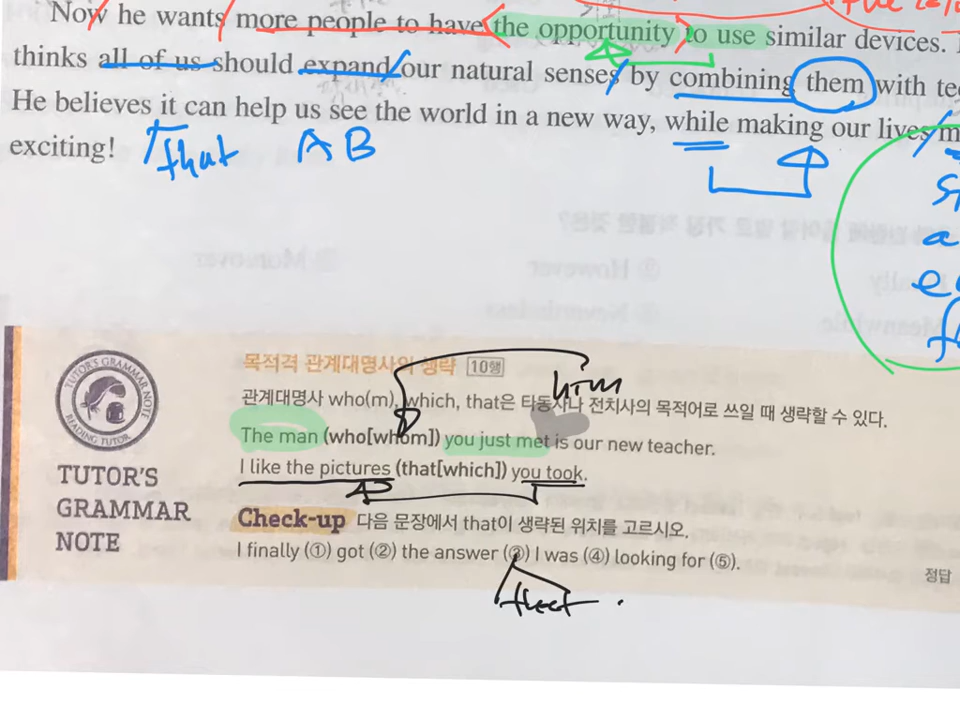 Now he wants more people to have the opportunity to use similar devices.
thinks all of us should expand our natural senses by combining them with
He believes it can help us see the world in a new way, while making our lives
exciting!
that A B
목적격 관계대명사의 생략 10행
him
관계대명사 who(m), which, that은 타동사나 전치사의 목적어로 쓰일 때 생략할 수 있다.
The man (who[whom]) you just met is our new teacher.
I like the pictures (that[which]) you took.
TUTOR'S GRAMMAR NOTE
READING TUTOR
TUTOR'S
GRAMMAR
NOTE
Check-up 다음 문장에서 that이 생략된 위치를 고르시오.
I finally (①) got (②) the answer (③) I was (④) looking for (⑤).
정답
that